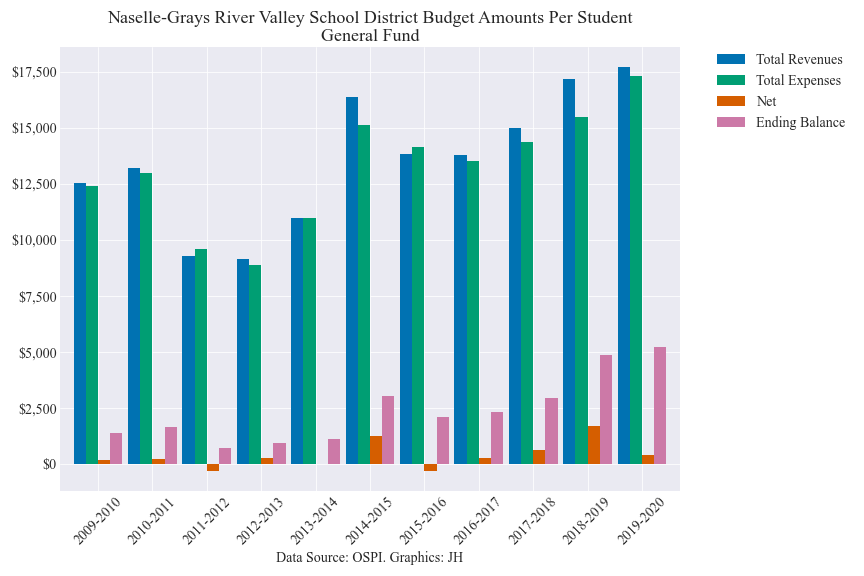 Naselle-Grays River Valley School District Budget Amounts Per Student
General Fund
Total Revenues
Total Expenses
Net
Ending Balance
$17,500
$15,000
$12,500
$10,000
$7,500
$5,000
$2,500
$0
2009-2010
2010-2011
2011-2012
2012-2013
2013-2014
2014-2015
2015-2016
2016-2017
2017-2018
2018-2019
2019-2020
Data Source: OSPI. Graphics: JH